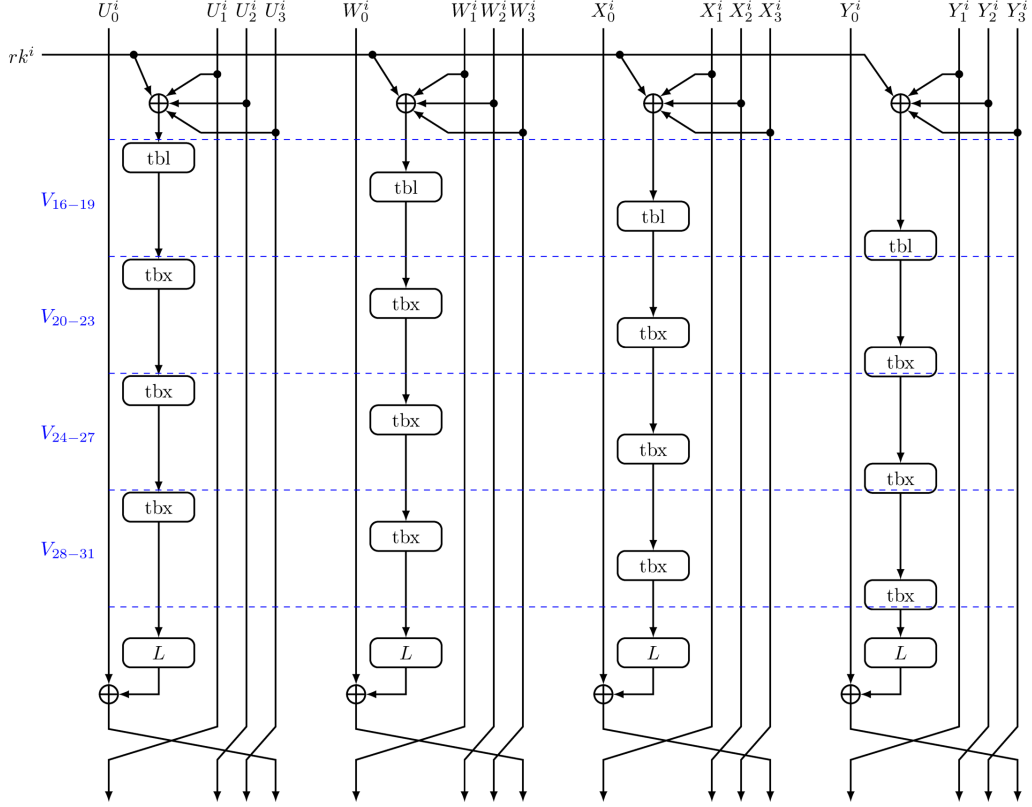 U_0^i U_1^i U_2^i U_3^i W_0^i W_1^i W_2^i W_3^i X_0^i X_1^i X_2^i X_3^i Y_0^i Y_1^i Y_2^i Y_3^i
rk^i
tbl
tbl
V_{16−19}
tbl
tbl
tbx
tbx
V_{20−23}
tbx
tbx
tbx
tbx
V_{24−27}
tbx
tbx
tbx
tbx
V_{28−31}
tbx
tbx
L L L L